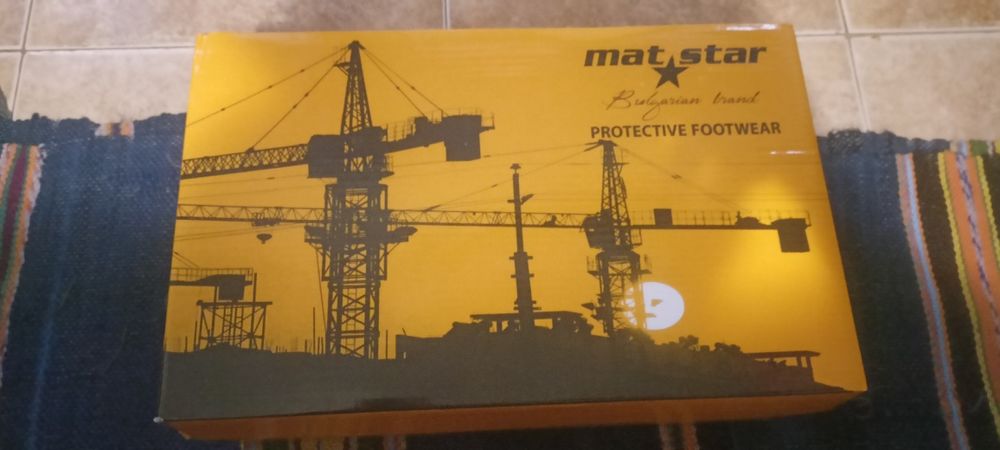 mat star
Bulgarian brand
PROTECTIVE FOOTWEAR